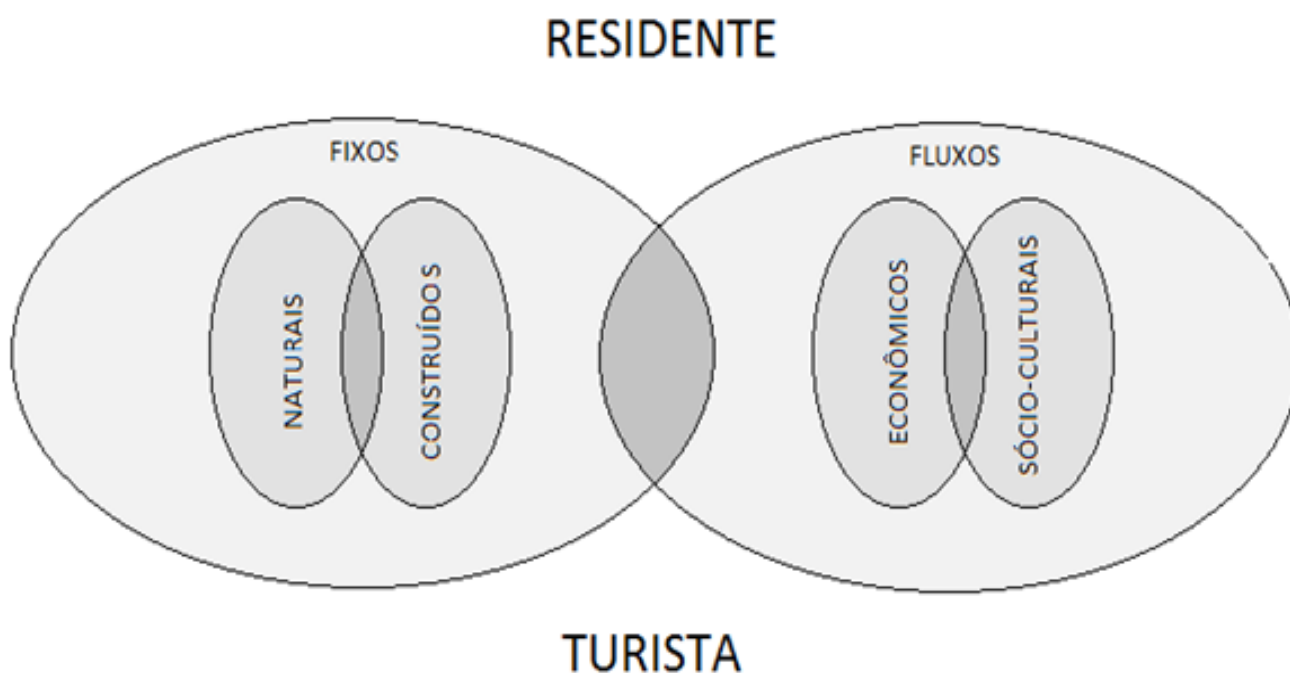 RESIDENTE
FIXOS
FLUXOS
NATURAIS
CONSTRUÍDOS
ECONÔMICOS
SÓCIO-CULTURAIS
TURISTA